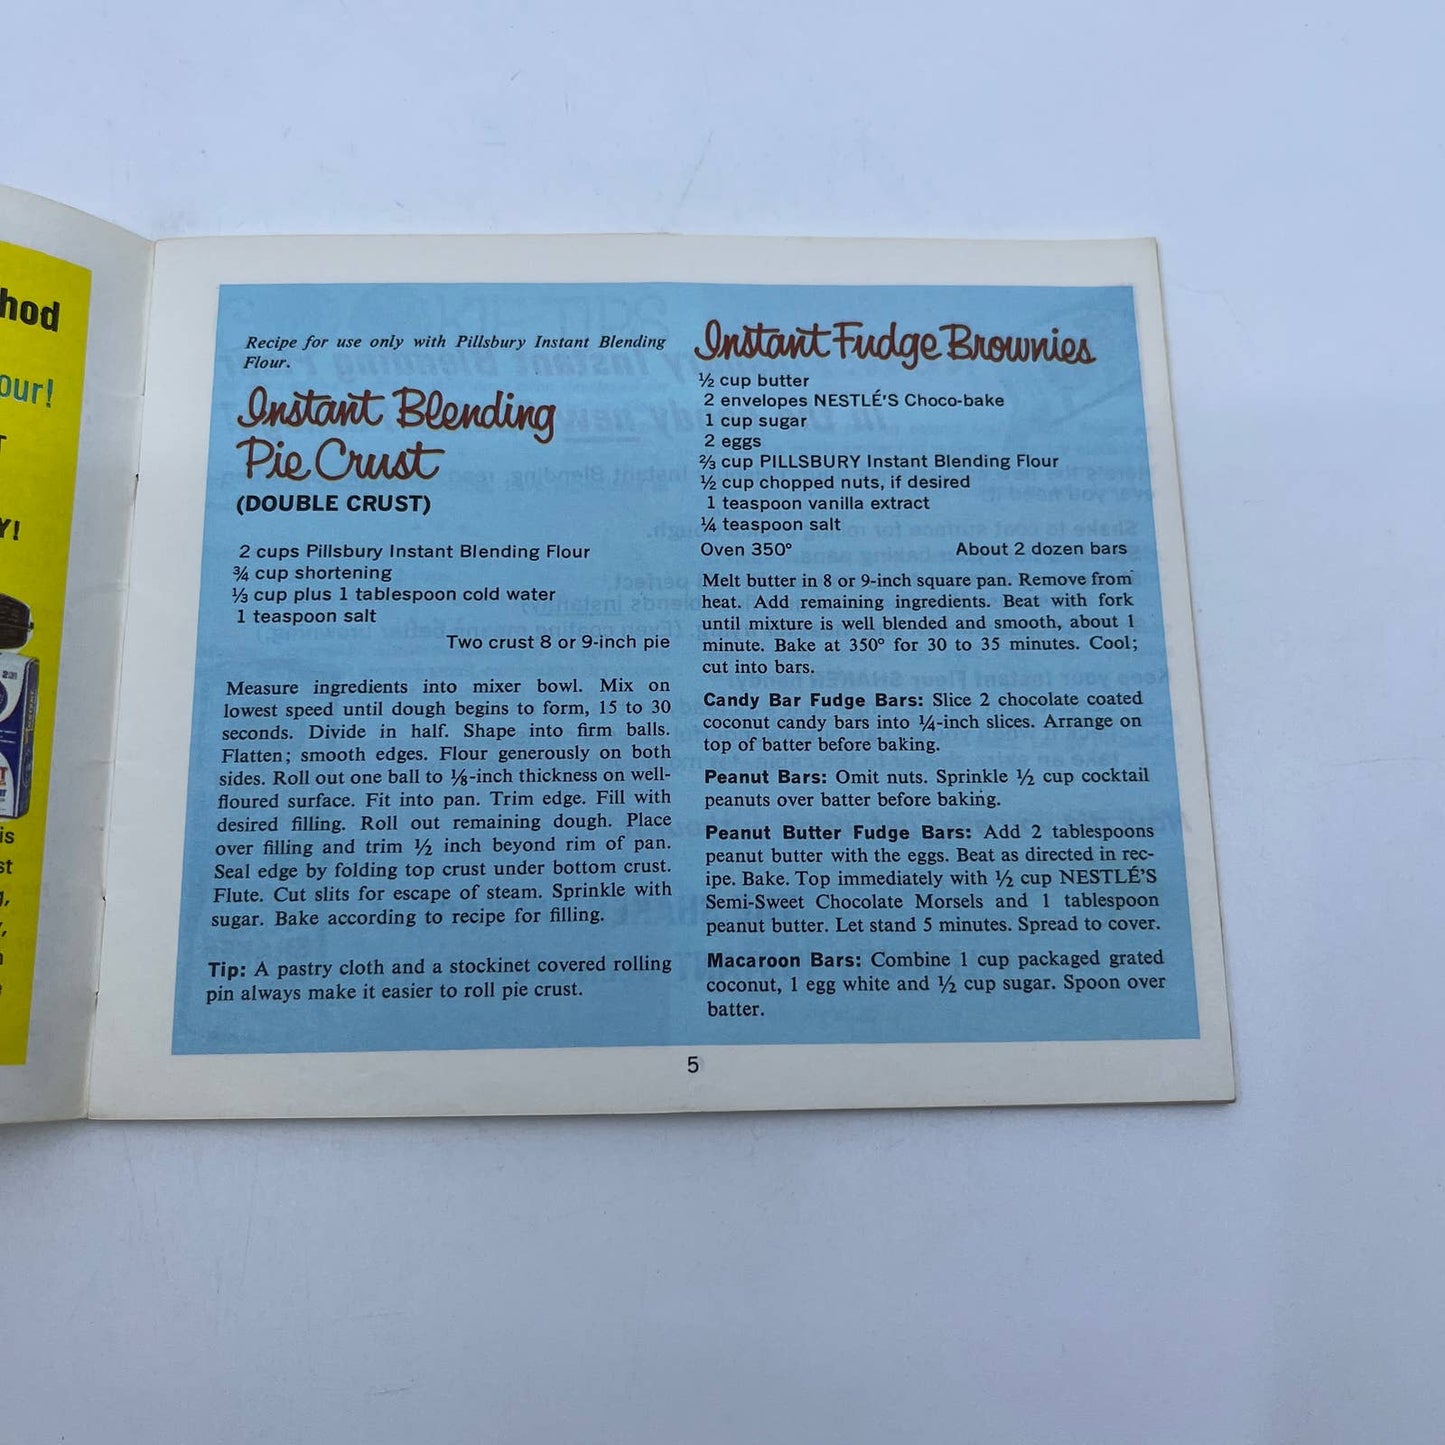 hod
our!
T
Y!
is
st
Recipe for use only with Pillsbury Instant Blending
Flour.
Instant Blending
Pie Crust
(DOUBLE CRUST)
2 cups Pillsbury Instant Blending Flour
¾ cup shortening
⅓ cup plus 1 tablespoon cold water
1 teaspoon salt
Two crust 8 or 9-inch pie
Measure ingredients into mixer bowl. Mix on
lowest speed until dough begins to form, 15 to 30
seconds. Divide in half. Shape into firm balls.
Flatten; smooth edges. Flour generously on both
sides. Roll out one ball to ⅛-inch thickness on well-
floured surface. Fit into pan. Trim edge. Fill with
desired filling. Roll out remaining dough. Place
over filling and trim ½ inch beyond rim of pan.
Seal edge by folding top crust under bottom crust.
Flute. Cut slits for escape of steam. Sprinkle with
sugar. Bake according to recipe for filling.
Tip: A pastry cloth and a stockinet covered rolling
pin always make it easier to roll pie crust.
Instant Fudge Brownies
½ cup butter
2 envelopes NESTLÉ'S Choco-bake
1 cup sugar
2 eggs
⅔ cup PILLSBURY Instant Blending Flour
½ cup chopped nuts, if desired
1 teaspoon vanilla extract
¼ teaspoon salt
Oven 350° About 2 dozen bars
Melt butter in 8 or 9-inch square pan. Remove from
heat. Add remaining ingredients. Beat with fork
until mixture is well blended and smooth, about 1
minute. Bake at 350° for 30 to 35 minutes. Cool;
cut into bars.
Candy Bar Fudge Bars: Slice 2 chocolate coated
coconut candy bars into ¼-inch slices. Arrange on
top of batter before baking.
Peanut Bars: Omit nuts. Sprinkle ½ cup cocktail
peanuts over batter before baking.
Peanut Butter Fudge Bars: Add 2 tablespoons
peanut butter with the eggs. Beat as directed in rec-
ipe. Bake. Top immediately with ½ cup NESTLÉ'S
Semi-Sweet Chocolate Morsels and 1 tablespoon
peanut butter. Let stand 5 minutes. Spread to cover.
Macaroon Bars: Combine 1 cup packaged grated
coconut, 1 egg white and ½ cup sugar. Spoon over
batter.
5